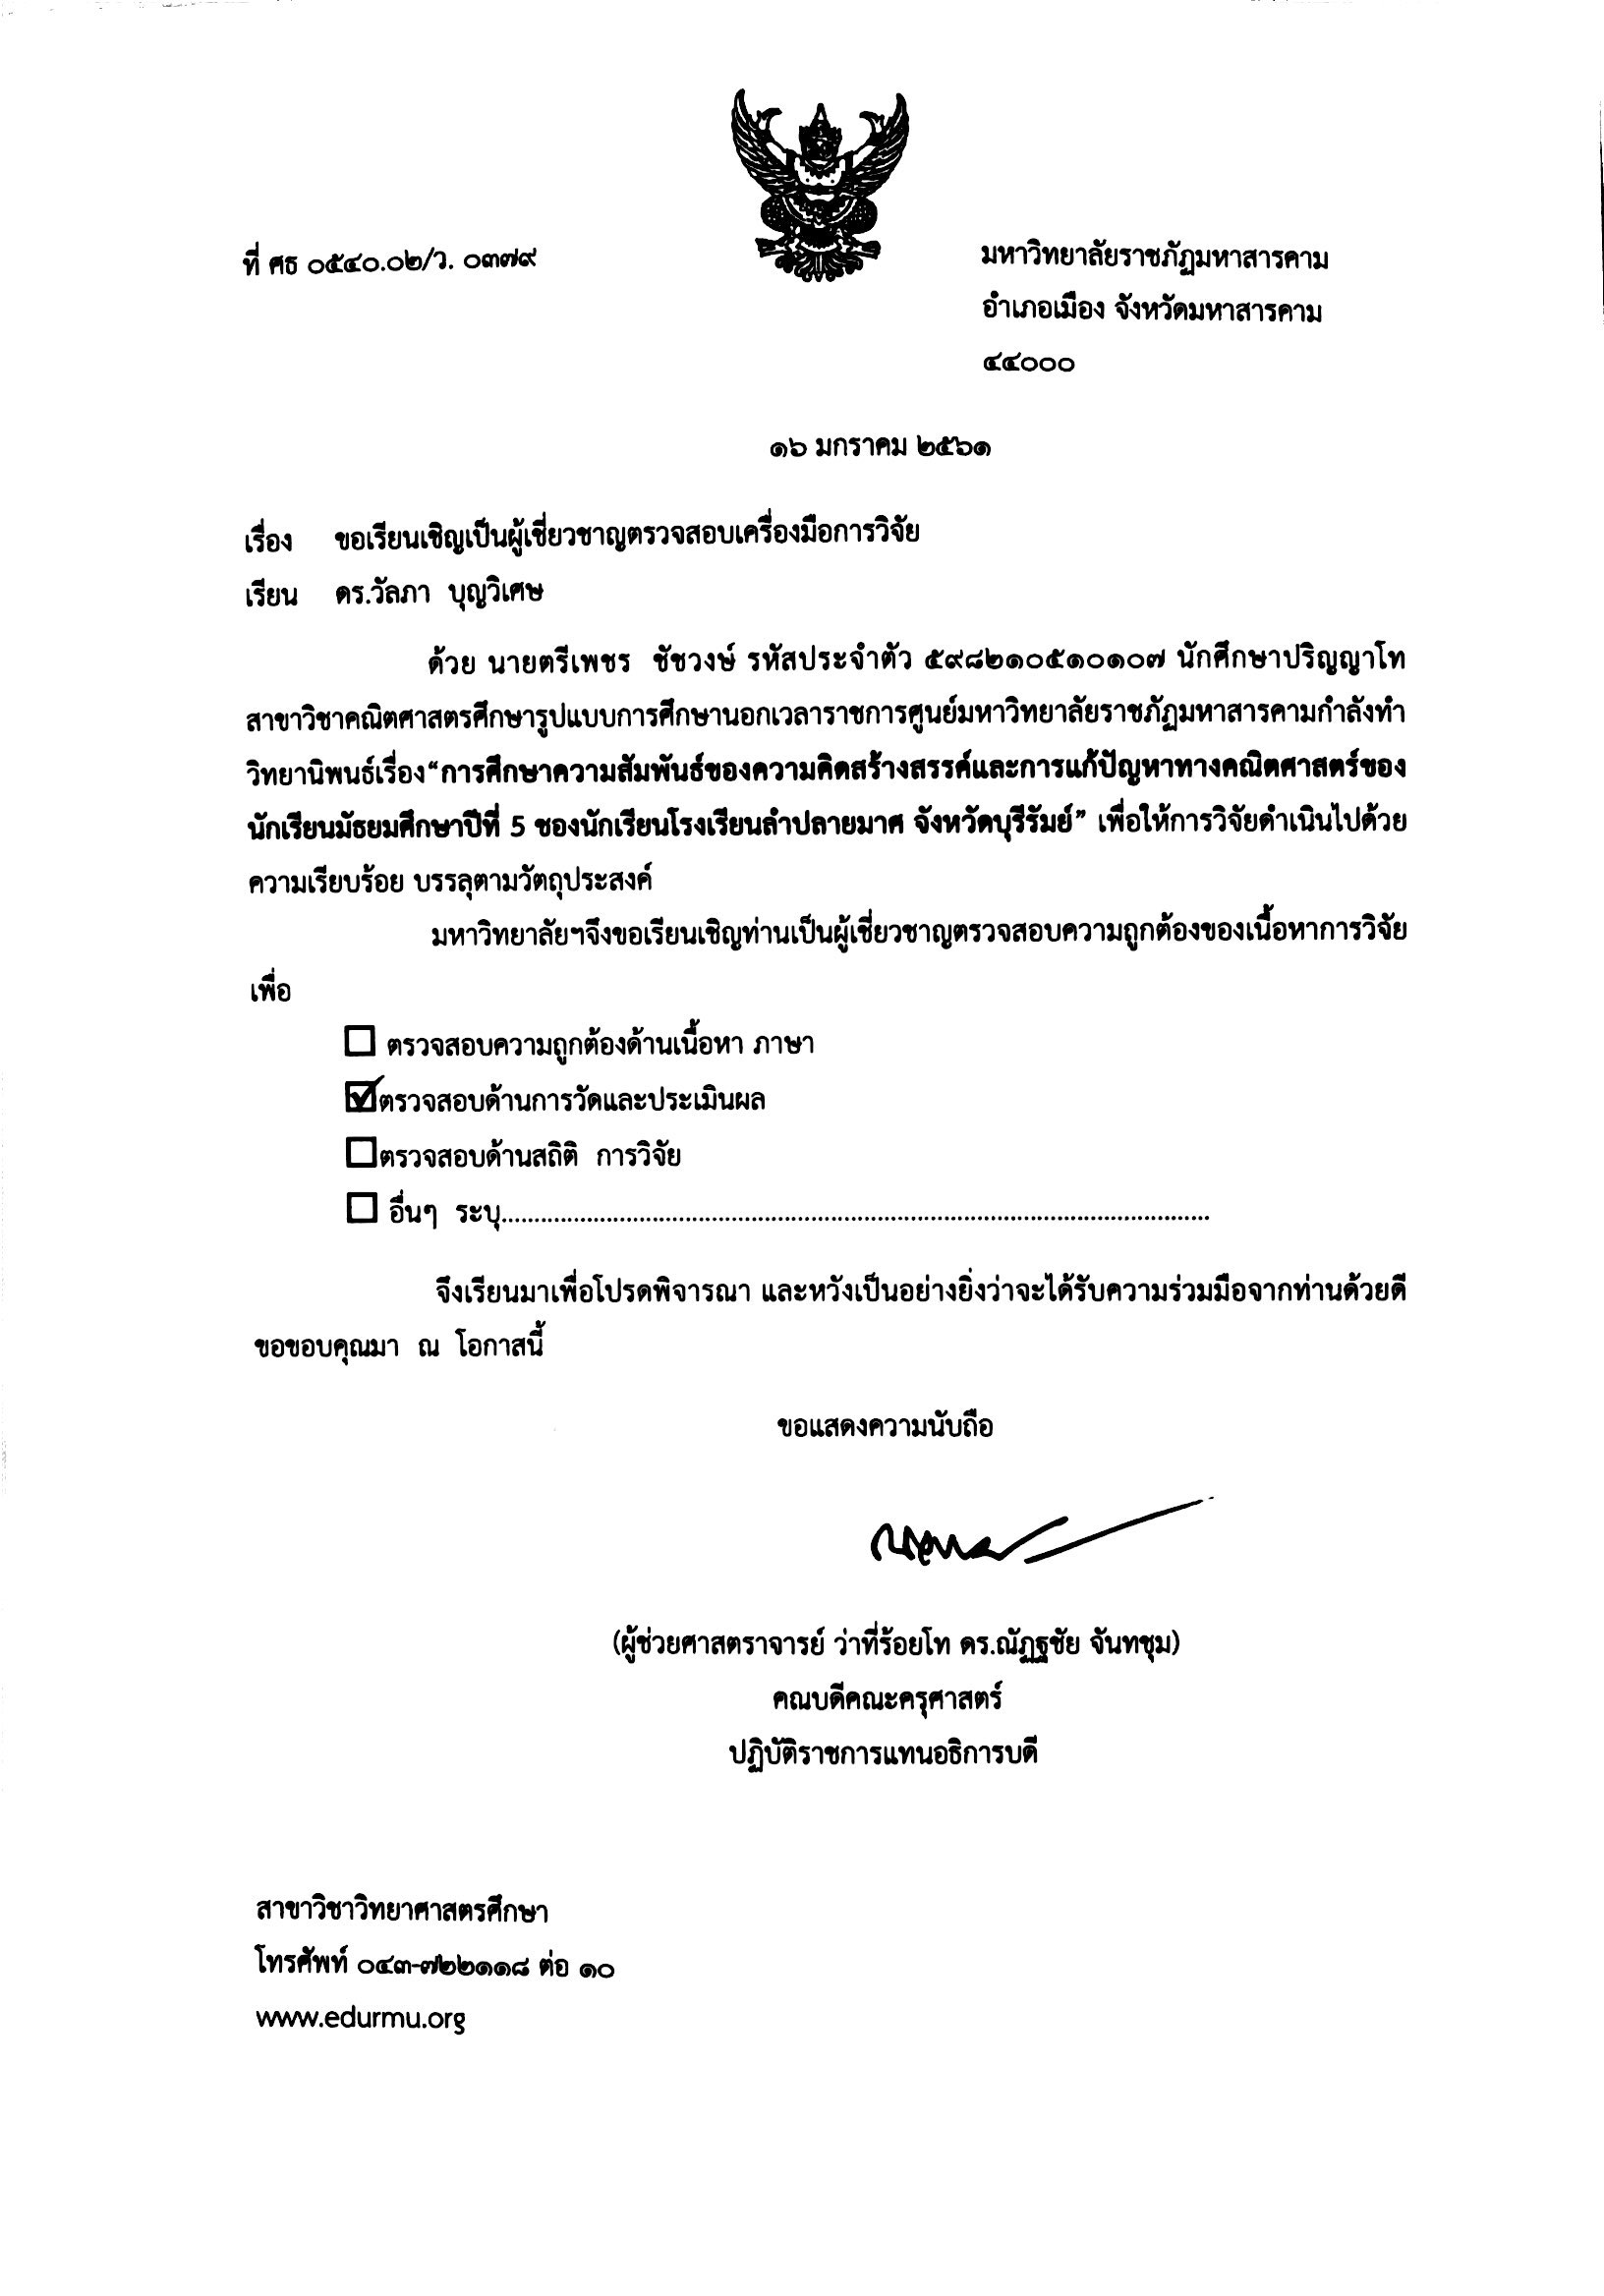 ที่ ศธ ๐๕๔๐.๐๒/ว. ๐๓๗๙
มหาวิทยาลัยราชภัฏมหาสารคาม
อำเภอเมือง จังหวัดมหาสารคาม
๔๔๐๐๐
๑๖ มกราคม ๒๕๖๑
เรื่อง ขอเรียนเชิญเป็นผู้เชี่ยวชาญตรวจสอบเครื่องมือการวิจัย
เรียน ดร.วัลภา บุญวิเศษ
ด้วย นายตรีเพชร ชัชวงษ์ รหัสประจำตัว ๕๙๘๒๑๐๕๑๐๑๐๗ นักศึกษาปริญญาโท
สาขาวิชาคณิตศาสตรศึกษารูปแบบการศึกษานอกเวลาราชการศูนย์มหาวิทยาลัยราชภัฏมหาสารคามกำลังทำ
วิทยานิพนธ์เรื่อง“การศึกษาความสัมพันธ์ของความคิดสร้างสรรค์และการแก้ปัญหาทางคณิตศาสตร์ของ
นักเรียนมัธยมศึกษาปีที่ 5 ชองนักเรียนโรงเรียนลำปลายมาศ จังหวัดบุรีรัมย์” เพื่อให้การวิจัยดำเนินไปด้วย
ความเรียบร้อย บรรลุตามวัตถุประสงค์
มหาวิทยาลัยฯจึงขอเรียนเชิญท่านเป็นผู้เชี่ยวชาญตรวจสอบความถูกต้องของเนื้อหาการวิจัย
เพื่อ
☐ ตรวจสอบความถูกต้องด้านเนื้อหา ภาษา
☑ตรวจสอบด้านการวัดและประเมินผล
☐ตรวจสอบด้านสถิติ การวิจัย
☐ อื่นๆ ระบุ............................................................................................................
จึงเรียนมาเพื่อโปรดพิจารณา และหวังเป็นอย่างยิ่งว่าจะได้รับความร่วมมือจากท่านด้วยดี
ขอขอบคุณมา ณ โอกาสนี้
ขอแสดงความนับถือ
(ผู้ช่วยศาสตราจารย์ ว่าที่ร้อยโท ดร.ณัฏฐชัย จันทชุม)
คณบดีคณะครุศาสตร์
ปฏิบัติราชการแทนอธิการบดี
สาขาวิชาวิทยาศาสตรศึกษา
โทรศัพท์ ๐๔๓-๗๒๒๑๑๘ ต่อ ๑๐
www.edurmu.org